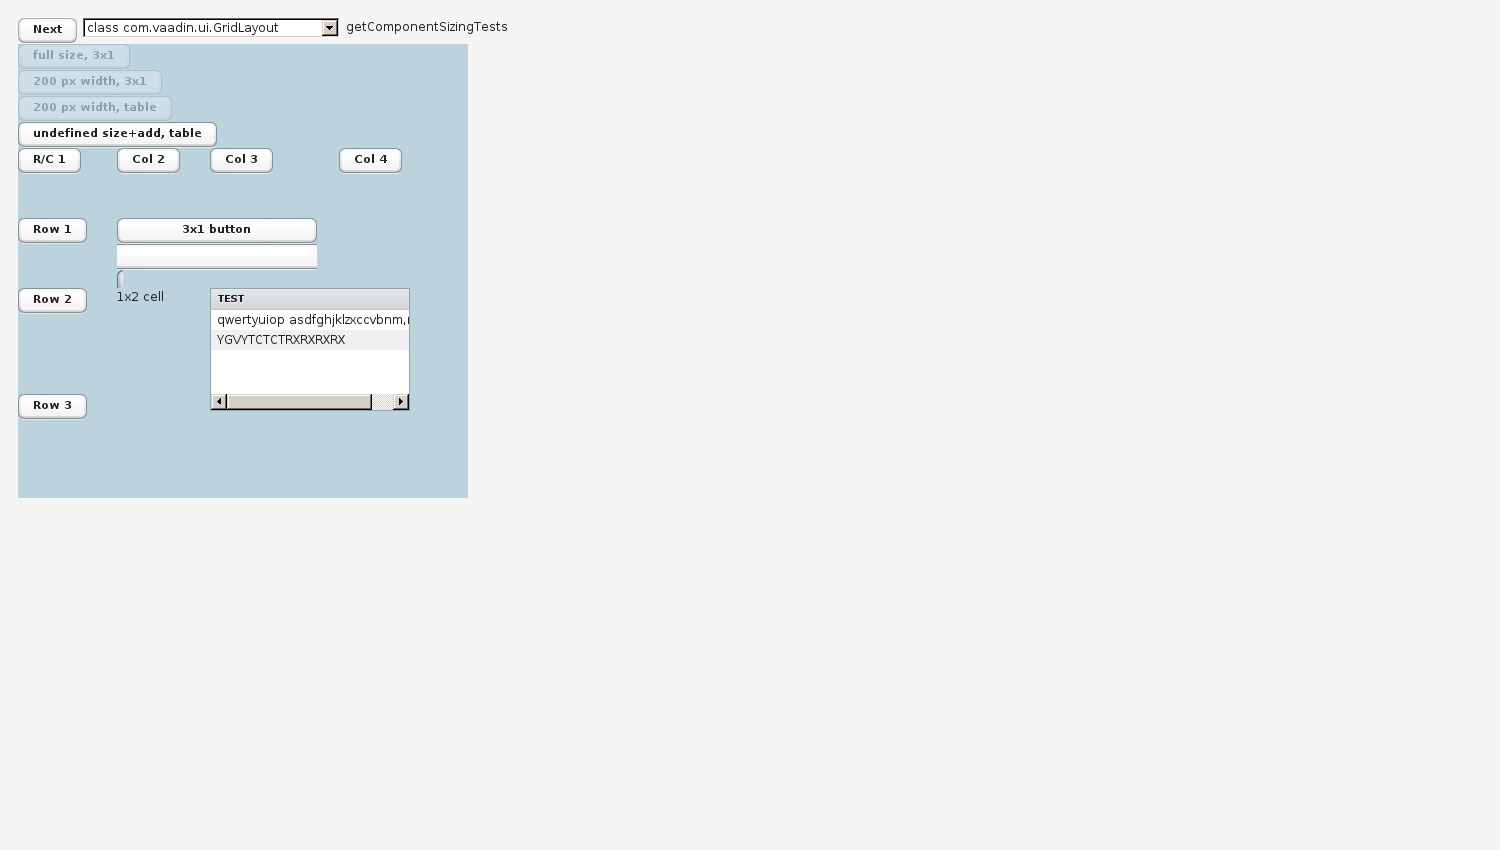 Next class com.vaadin.ui.GridLayout getComponentSizingTests
full size, 3x1
200 px width, 3x1
200 px width, table
undefined size+add, table
R/C 1 Col 2 Col 3 Col 4
Row 1 3x1 button
Row 2 1x2 cell TEST
qwertyuiop asdfghjklzxccvbnm,
YGVYTCTCTRXRXRXRX
Row 3